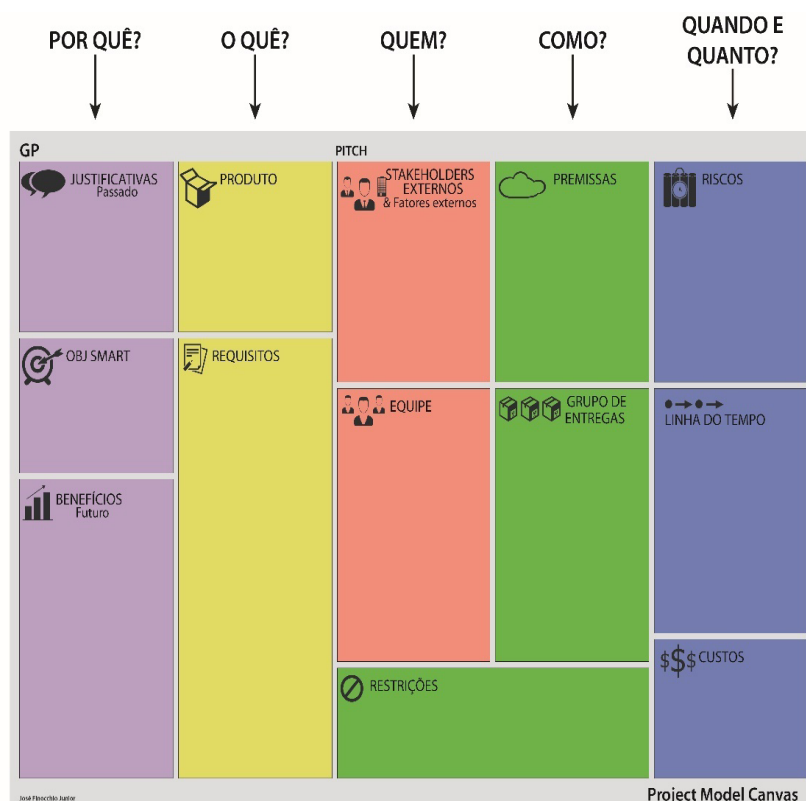 POR QUÊ?
O QUÊ?
QUEM?
COMO?
QUANDO E
QUANTO?
GP
PITCH
JUSTIFICATIVAS
Passado
OBJ SMART
BENEFÍCIOS
Futuro
PRODUTO
REQUISITOS
STAKEHOLDERS
EXTERNOS
& Fatores externos
EQUIPE
PREMISSAS
GRUPO DE
ENTREGAS
RESTRIÇÕES
RISCOS
LINHA DO TEMPO
$$$ CUSTOS
José Finocchio Junior
Project Model Canvas